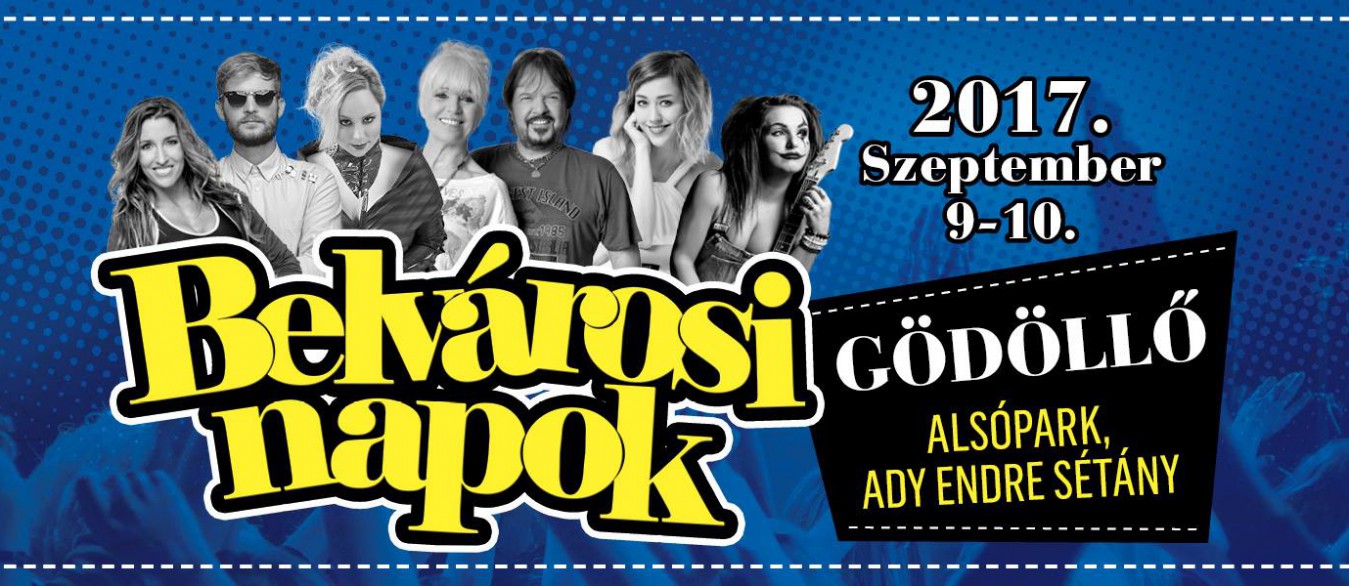 2017.
Szeptember
9-10.
Belvárosi
napok
GÖDÖLLŐ
ALSÓPARK,
ADY ENDRE SÉTÁNY